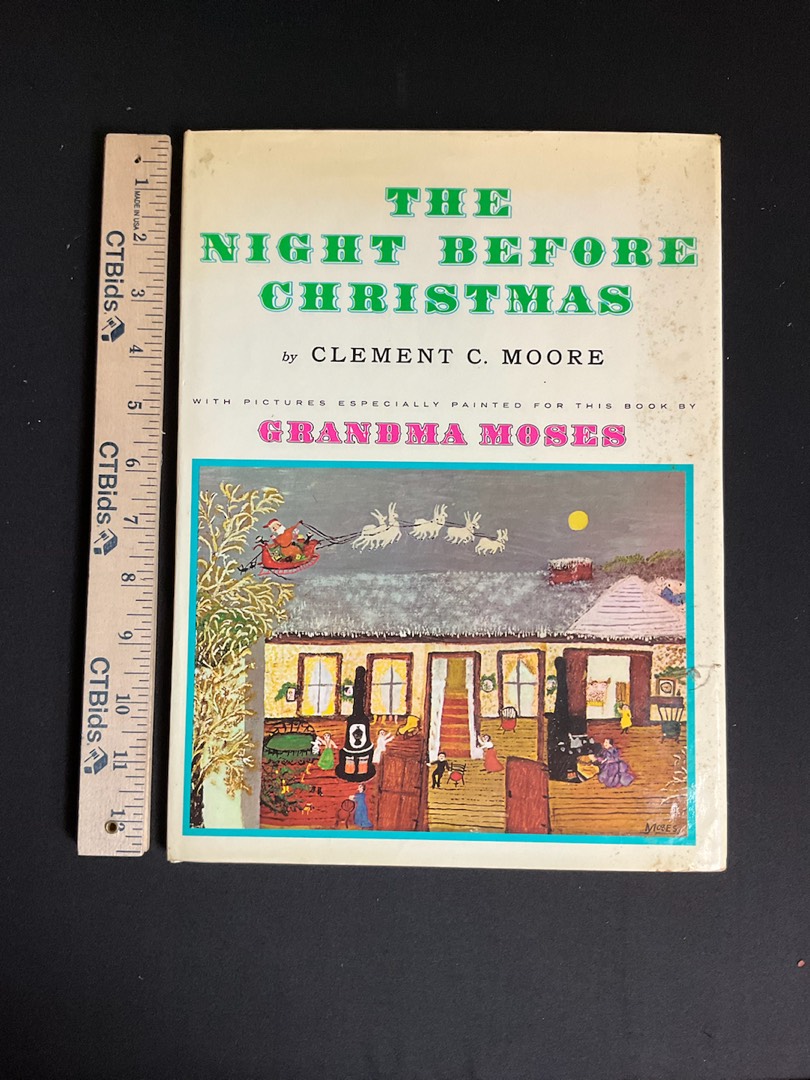 THE
NIGHT BEFORE
CHRISTMAS
by CLEMENT C. MOORE
WITH PICTURES ESPECIALLY PAINTED FOR THIS BOOK BY
GRANDMA MOSES
MOSES
1
MADE IN USA
2
CTBids
3
4
5
6
CTBids
7
8
9
10
CTBids
11
12